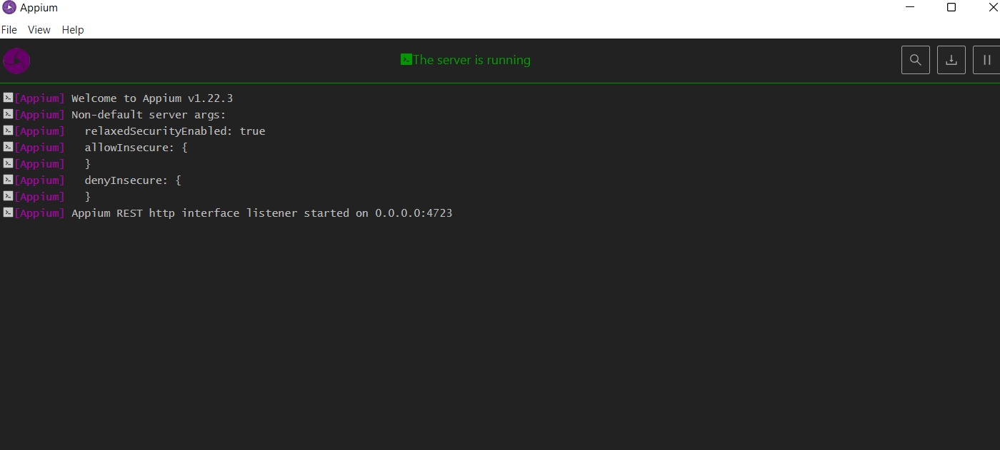 Appium
File View Help
The server is running
[Appium] Welcome to Appium v1.22.3
[Appium] Non-default server args:
[Appium]   relaxedSecurityEnabled: true
[Appium]   allowInsecure: {
[Appium]   }
[Appium]   denyInsecure: {
[Appium]   }
[Appium] Appium REST http interface listener started on 0.0.0.0:4723